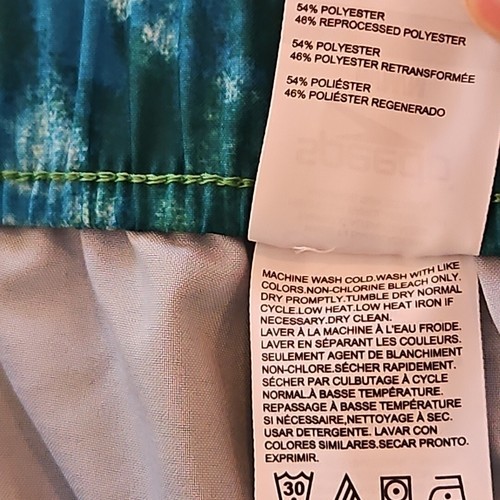 54% POLYESTER
46% REPROCESSED POLYESTER
54% POLYESTER
46% POLYESTER RETRANSFORMÉE
54% POLIÉSTER
46% POLIÉSTER REGENERADO
MACHINE WASH COLD.WASH WITH LIKE
COLORS.NON-CHLORINE BLEACH ONLY.
DRY PROMPTLY.TUMBLE DRY NORMAL
CYCLE.LOW HEAT.LOW HEAT IRON IF
NECESSARY.DRY CLEAN.
LAVER À LA MACHINE À L'EAU FROIDE.
LAVER EN SÉPARANT LES COULEURS.
SEULEMENT AGENT DE BLANCHIMENT
NON-CHLORE.SÉCHER RAPIDEMENT.
SÉCHER PAR CULBUTAGE À CYCLE
NORMAL.À BASSE TEMPÉRATURE.
REPASSAGE À BASSE TEMPÉRATURE
SI NÉCESSAIRE,NETTOYAGE À SEC.
USAR DETERGENTE. LAVAR CON
COLORES SIMILARES.SECAR PRONTO.
EXPRIMIR.
30